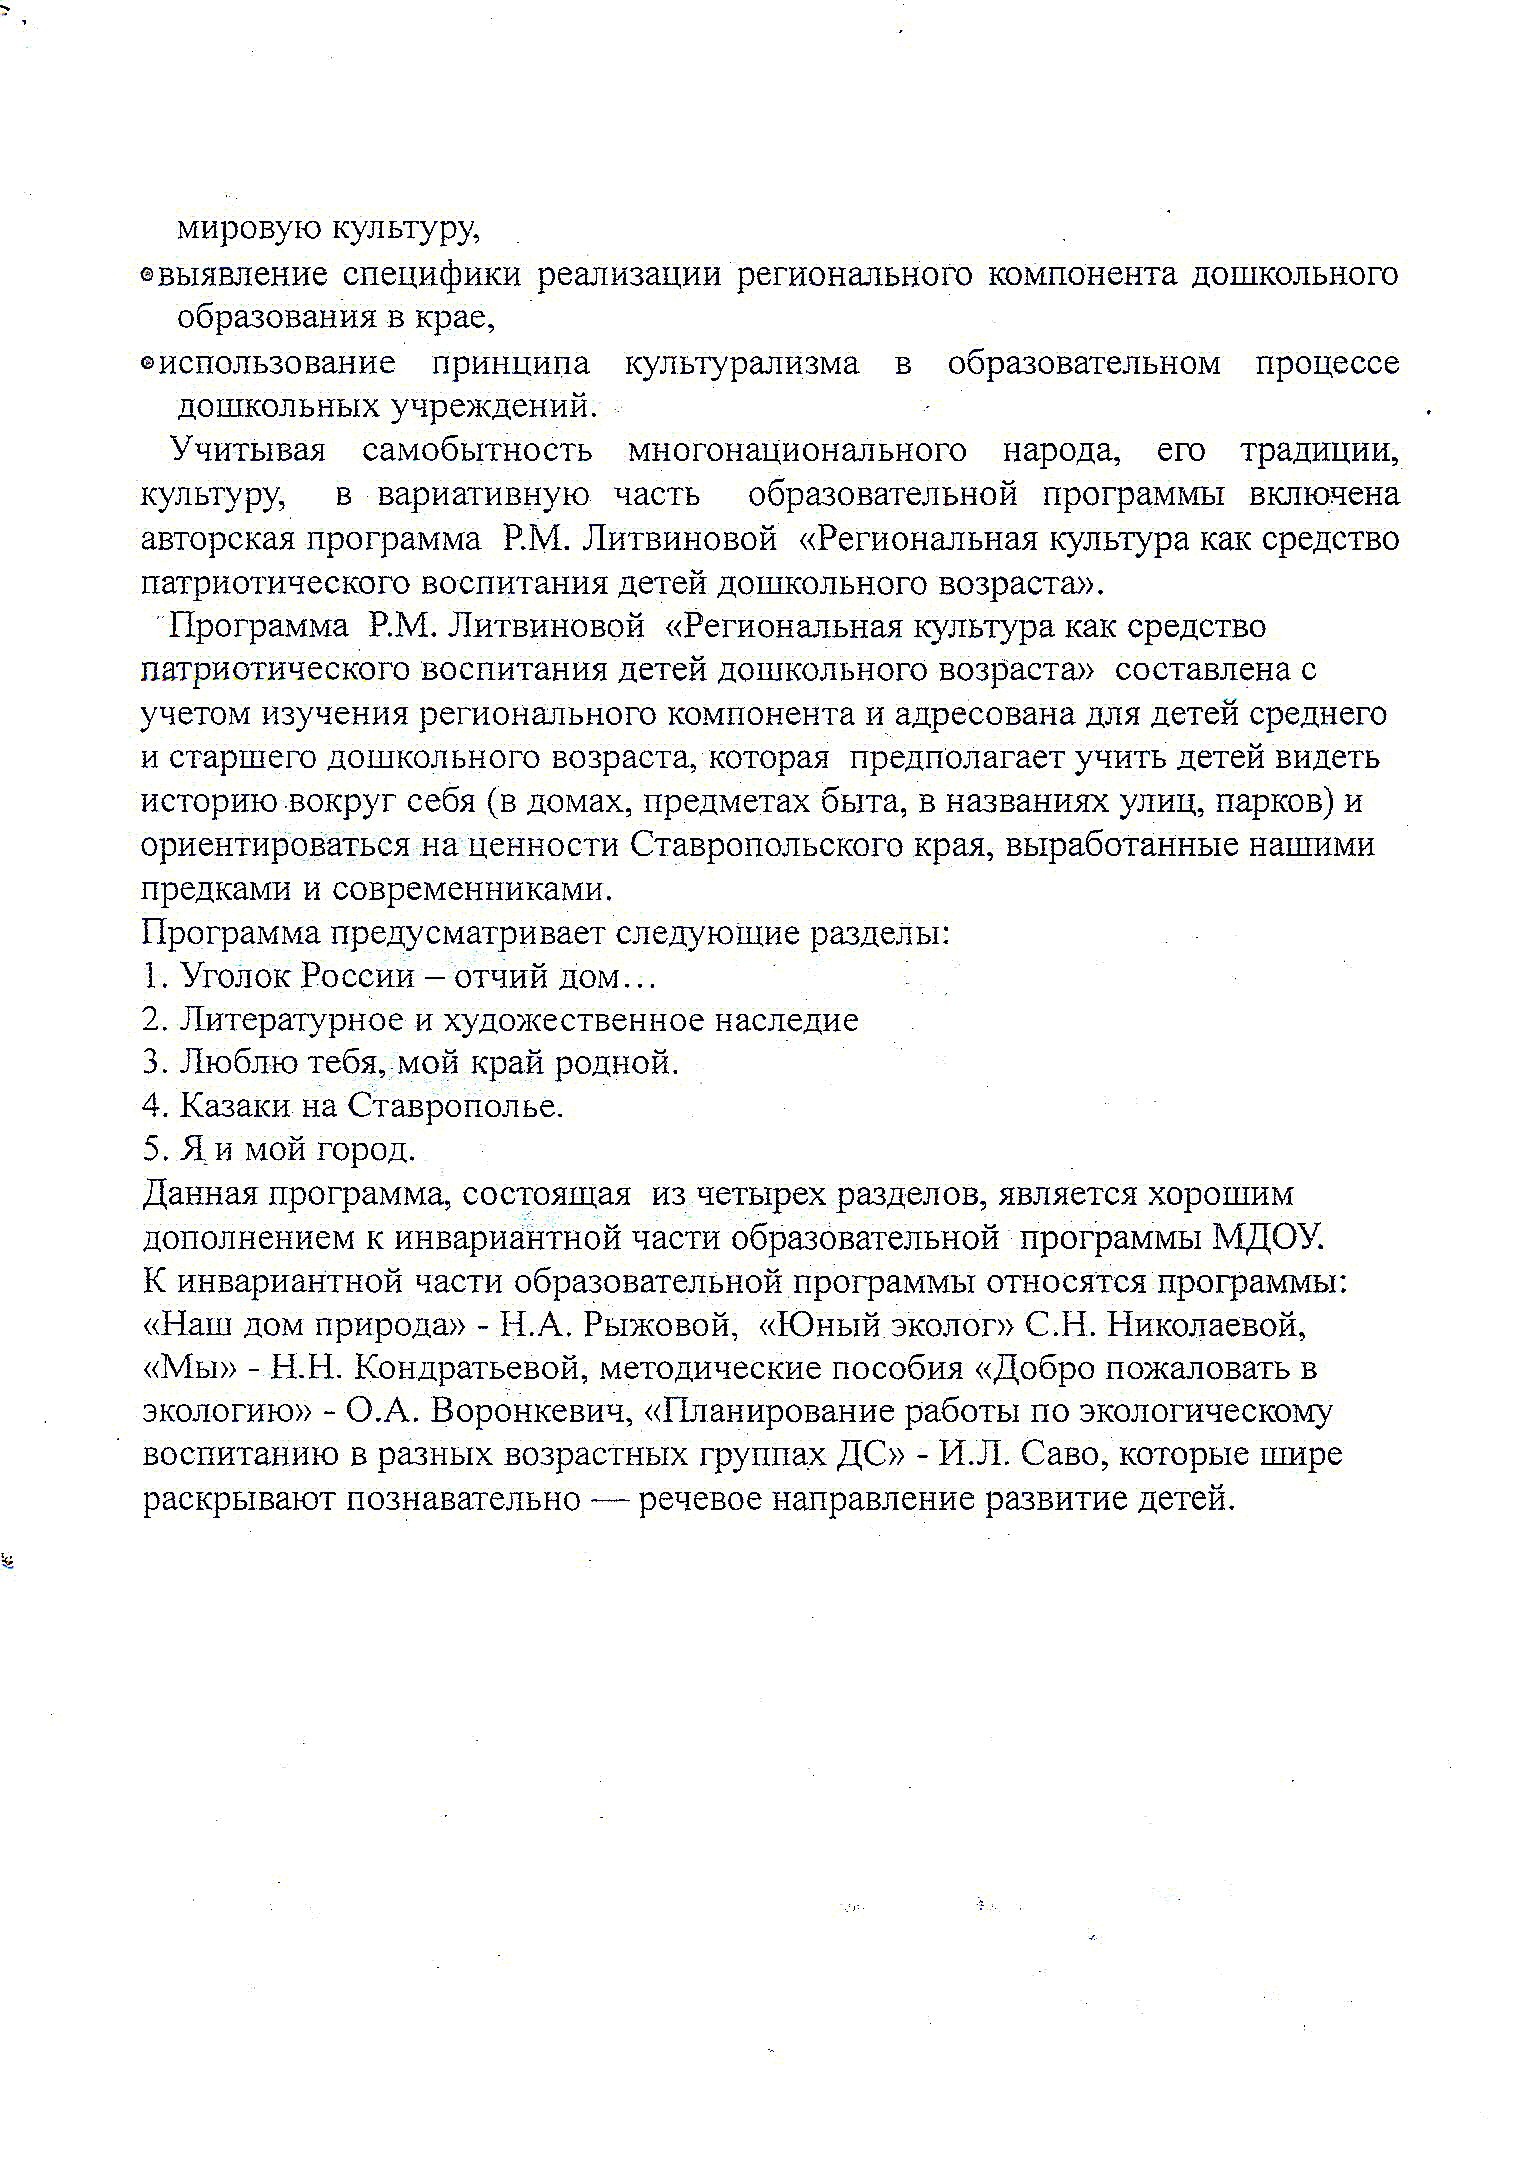 мировую культуру,
•выявление специфики реализации регионального компонента дошкольного
образования в крае,
•использование принципа культурализма в образовательном процессе
дошкольных учреждений.
Учитывая самобытность многонационального народа, его традиции,
культуру, в вариативную часть образовательной программы включена
авторская программа Р.М. Литвиновой «Региональная культура как средство
патриотического воспитания детей дошкольного возраста».
Программа Р.М. Литвиновой «Региональная культура как средство
патриотического воспитания детей дошкольного возраста» составлена с
учетом изучения регионального компонента и адресована для детей среднего
и старшего дошкольного возраста, которая предполагает учить детей видеть
историю вокруг себя (в домах, предметах быта, в названиях улиц, парков) и
ориентироваться на ценности Ставропольского края, выработанные нашими
предками и современниками.
Программа предусматривает следующие разделы:
1. Уголок России – отчий дом…
2. Литературное и художественное наследие
3. Люблю тебя, мой край родной.
4. Казаки на Ставрополье.
5. Я и мой город.
Данная программа, состоящая из четырех разделов, является хорошим
дополнением к инвариантной части образовательной программы МДОУ.
К инвариантной части образовательной программы относятся программы:
«Наш дом природа» - Н.А. Рыжовой, «Юный эколог» С.Н. Николаевой,
«Мы» - Н.Н. Кондратьевой, методические пособия «Добро пожаловать в
экологию» - О.А. Воронкевич, «Планирование работы по экологическому
воспитанию в разных возрастных группах ДС» - И.Л. Саво, которые шире
раскрывают познавательно — речевое направление развитие детей.